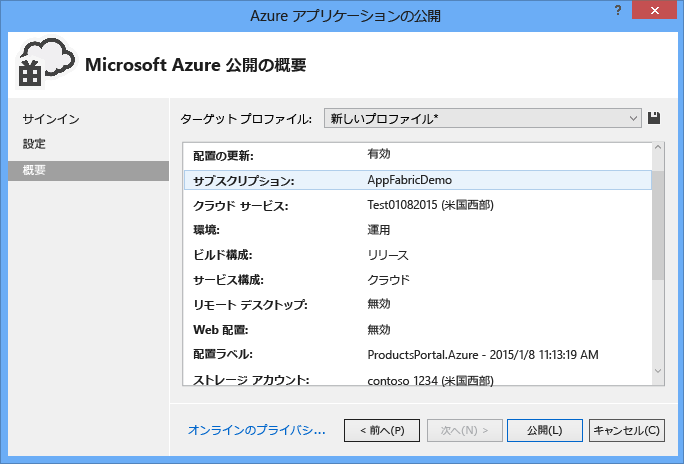 Azure アプリケーションの公開
?
Microsoft Azure 公開の概要
サインイン
設定
概要
ターゲット プロファイル: 新しいプロファイル*
配置の更新: 有効
サブスクリプション: AppFabricDemo
クラウド サービス: Test01082015 (米国西部)
環境: 運用
ビルド構成: リリース
サービス構成: クラウド
リモート デスクトップ: 無効
Web 配置: 無効
配置ラベル: ProductsPortal.Azure - 2015/1/8 11:13:19 AM
ストレージ アカウント: contoso 1234 (米国西部)
オンラインのプライバシ... < 前へ(P) 次へ(N) > 公開(L) キャンセル(C)